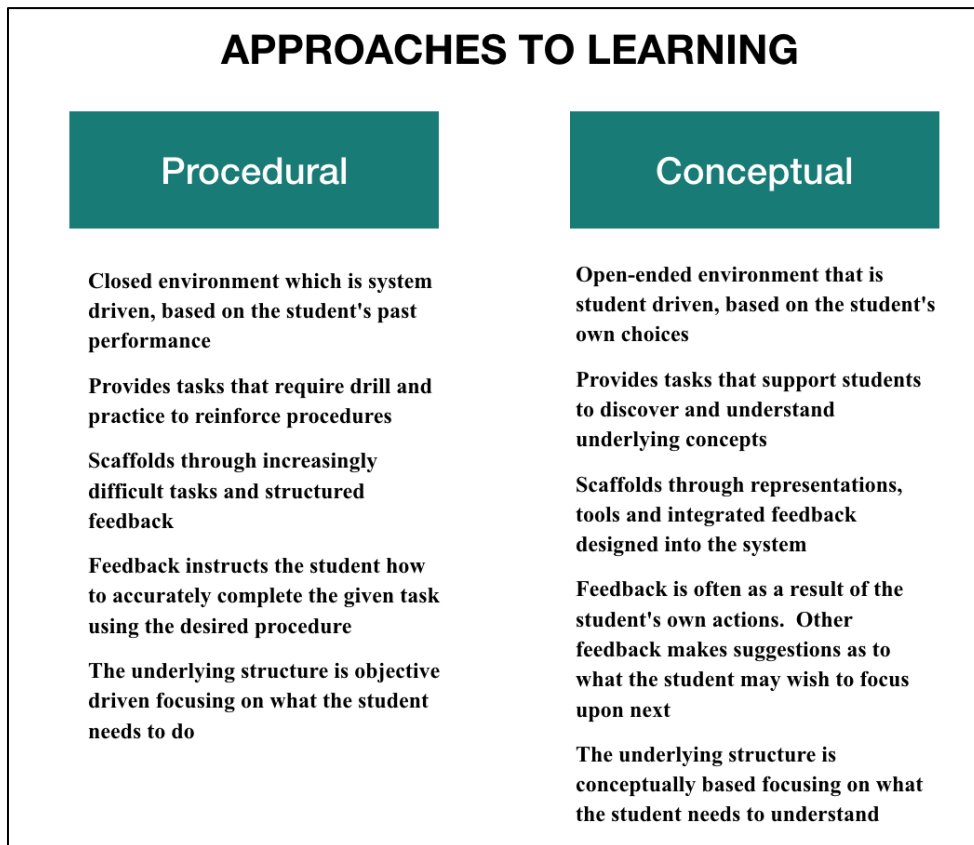 APPROACHES TO LEARNING
Procedural
Closed environment which is system
driven, based on the student's past
performance
Provides tasks that require drill and
practice to reinforce procedures
Scaffolds through increasingly
difficult tasks and structured
feedback
Feedback instructs the student how
to accurately complete the given task
using the desired procedure
The underlying structure is objective
driven focusing on what the student
needs to do
Conceptual
Open-ended environment that is
student driven, based on the student's
own choices
Provides tasks that support students
to discover and understand
underlying concepts
Scaffolds through representations,
tools and integrated feedback
designed into the system
Feedback is often as a result of the
student's own actions.  Other
feedback makes suggestions as to
what the student may wish to focus
upon next
The underlying structure is
conceptually based focusing on what
the student needs to understand